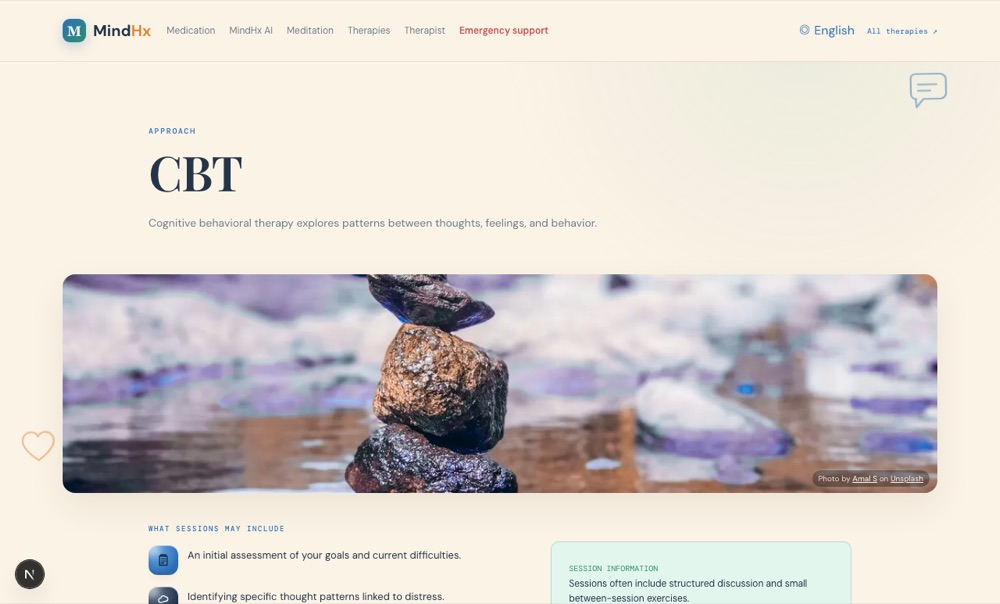 M MindHx
Medication
MindHx AI
Meditation
Therapies
Therapist
Emergency support
English
All therapies ↗
APPROACH
CBT
Cognitive behavioral therapy explores patterns between thoughts, feelings, and behavior.
Photo by Amal S on Unsplash
WHAT SESSIONS MAY INCLUDE
An initial assessment of your goals and current difficulties.
Identifying specific thought patterns linked to distress.
SESSION INFORMATION
Sessions often include structured discussion and small
between-session exercises.
N